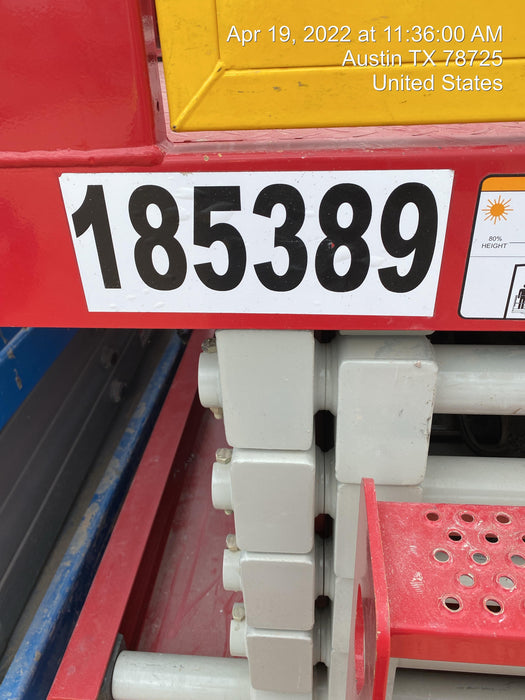 Apr 19, 2022 at 11:36:00 AM
Austin TX 78725
United States
185389
80%
HEIGHT